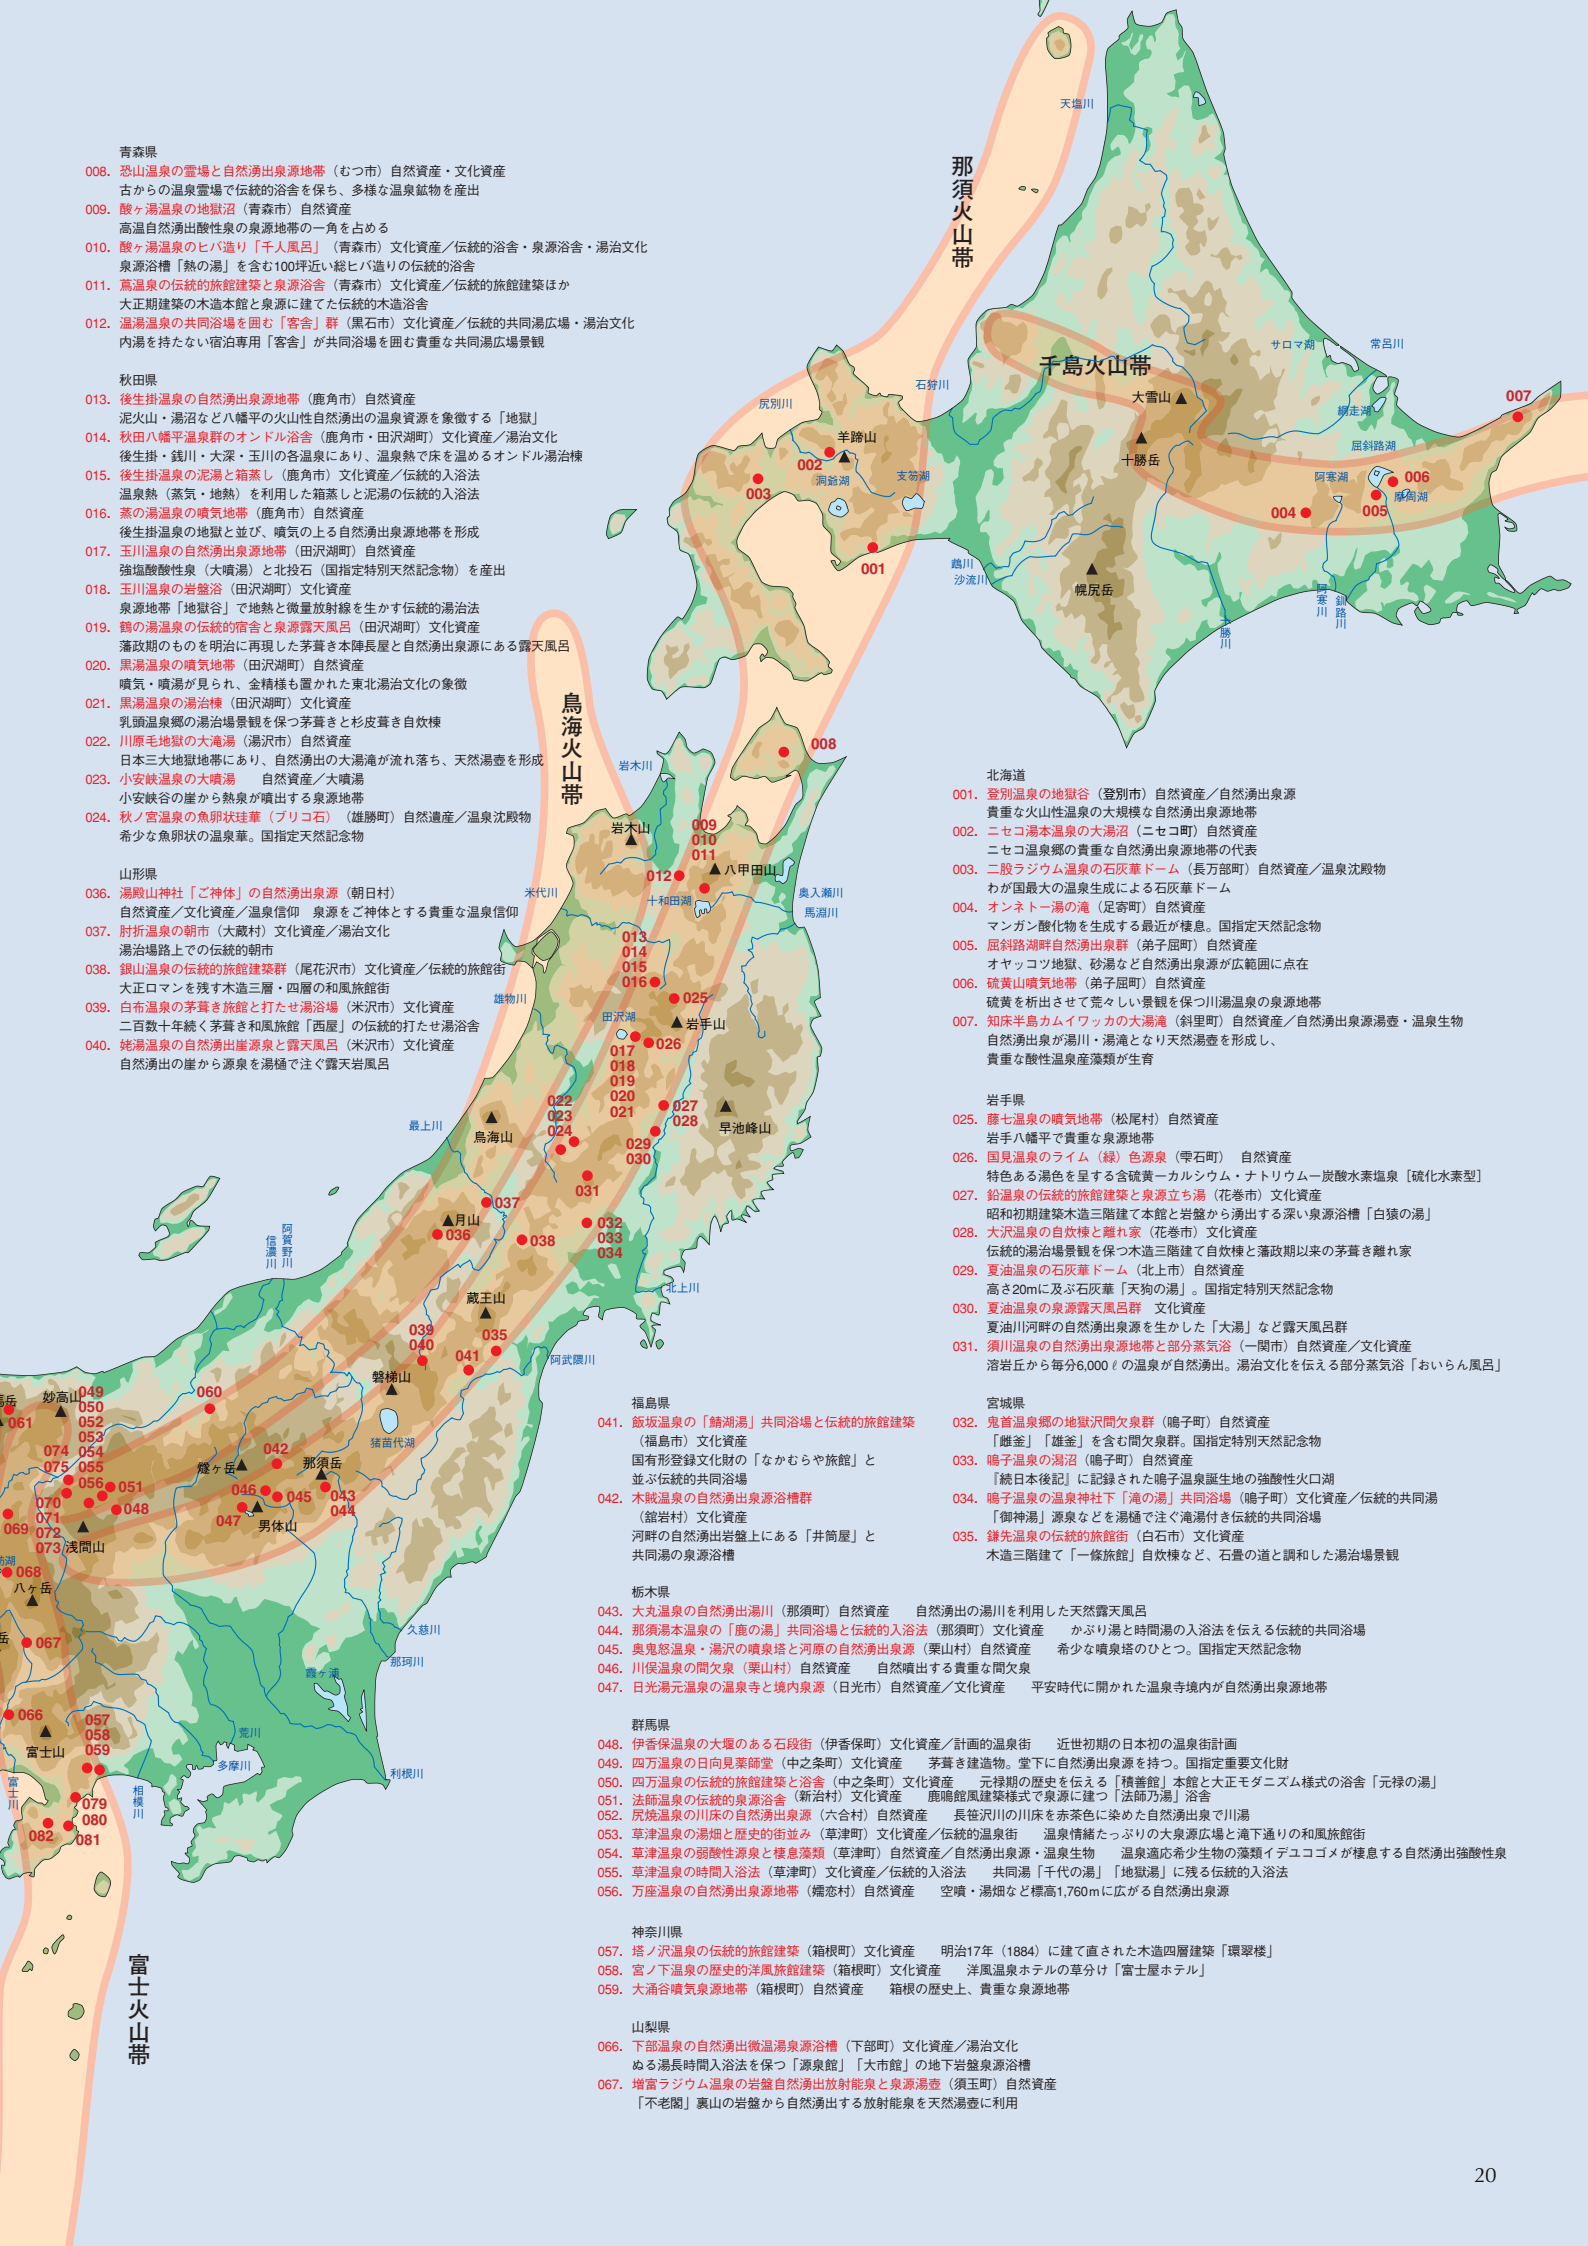 青森県
008. 恐山温泉の霊場と自然湧出泉源地帯（むつ市）自然資産・文化資産
古からの温泉霊場で伝統的浴舎を保ち、多様な温泉鉱物を産出
009. 酸ヶ湯温泉の地獄沼（青森市）自然資産
高温自然湧出酸性泉の泉源地帯の一角を占める
010. 酸ヶ湯温泉のヒバ造り「千人風呂」（青森市）文化資産／伝統的浴舎・泉源浴舎・湯治文化
泉源浴槽「熱の湯」を含む100坪近い総ヒバ造りの伝統的浴舎
011. 蔦温泉の伝統的旅館建築と泉源浴舎（青森市）文化資産／伝統的旅館建築ほか
大正期建築の木造本館と泉源に建てた伝統的木造浴舎
012. 温湯温泉の共同浴場を囲む「客舎」群（黒石市）文化資産／伝統的共同湯広場・湯治文化
内湯を持たない宿泊専用「客舎」が共同浴場を囲む貴重な共同湯広場景観
秋田県
013. 後生掛温泉の自然湧出泉源地帯（鹿角市）自然資産
泥火山・湯沼など八幡平の火山性自然湧出の温泉資源を象徴する「地獄」
014. 秋田八幡平温泉群のオンドル浴舎（鹿角市・田沢湖町）文化資産／湯治文化
後生掛・銭川・大深・玉川の各温泉にあり、温泉熱で床を温めるオンドル湯治棟
015. 後生掛温泉の泥湯と箱蒸し（鹿角市）文化資産／伝統的入浴法
温泉熱（蒸気・地熱）を利用した箱蒸しと泥湯の伝統的入浴法
016. 蒸の湯温泉の噴気地帯（鹿角市）自然資産
後生掛温泉の地獄と並び、噴気の上る自然湧出泉源地帯を形成
017. 玉川温泉の自然湧出泉源地帯（田沢湖町）自然資産
強塩酸酸性泉（大噴湯）と北投石（国指定特別天然記念物）を産出
018. 玉川温泉の岩盤浴（田沢湖町）文化資産
泉源地帯「地獄谷」で地熱と微量放射線を生かす伝統的湯治法
019. 鶴の湯温泉の伝統的宿舎と泉源露天風呂（田沢湖町）文化資産
藩政期のものを明治に再現した茅葺き本陣長屋と自然湧出泉源にある露天風呂
020. 黒湯温泉の噴気地帯（田沢湖町）自然資産
噴気・噴湯が見られ、金精様も置かれた東北湯治文化の象徴
021. 黒湯温泉の湯治棟（田沢湖町）文化資産
乳頭温泉郷の湯治場景観を保つ茅葺きと杉皮葺き自炊棟
022. 川原毛地獄の大滝湯（湯沢市）自然資産
日本三大地獄地帯にあり、自然湧出の大湯滝が流れ落ち、天然湯壺を形成
023. 小安峡温泉の大噴湯　自然資産／大噴湯
小安峡谷の崖から熱泉が噴出する泉源地帯
024. 秋ノ宮温泉の魚卵状珪華（ブリコ石）（雄勝町）自然遺産／温泉沈殿物
希少な魚卵状の温泉華。国指定天然記念物
山形県
036. 湯殿山神社「ご神体」の自然湧出泉源（朝日村）
自然資産／文化資産／温泉信仰　泉源をご神体とする貴重な温泉信仰
037. 肘折温泉の朝市（大蔵村）文化資産／湯治文化
湯治場路上での伝統的朝市
038. 銀山温泉の伝統的旅館建築群（尾花沢市）文化資産／伝統的旅館街
大正ロマンを残す木造三層・四層の和風旅館街
039. 白布温泉の茅葺き旅館と打たせ湯浴場（米沢市）文化資産
二百数十年続く茅葺き和風旅館「西屋」の伝統的打たせ湯浴舎
040. 姥湯温泉の自然湧出崖源泉と露天風呂（米沢市）文化資産
自然湧出の崖から源泉を湯樋で注ぐ露天岩風呂
那須火山帯
千島火山帯
鳥海火山帯
富士火山帯
天塩川
サロマ湖
常呂川
石狩川
尻別川
大雪山
007
網走湖
羊蹄山
002
003
洞爺湖
支笏湖
十勝岳
屈斜路湖
阿寒湖
006
摩周湖
005
004
001
鵡川
沙流川
幌尻岳
阿寒川
釧路川
十勝川
008
岩木川
岩木山
009
010
011
012
八甲田山
米代川
十和田湖
奥入瀬川
馬淵川
013
014
015
016
雄物川
025
田沢湖
岩手山
026
017
018
019
020
021
022
023
024
027
028
029
030
早池峰山
最上川
鳥海山
031
037
月山
036
038
032
033
034
阿賀野川
信濃川
北上川
蔵王山
039
040
035
041
阿武隈川
磐梯山
猪苗代湖
妙高山
060
061
049
050
052
053
054
055
056
074
075
051
048
070
071
072
073
069
浅間山
068
八ヶ岳
067
042
燧ヶ岳
那須岳
046
045
043
044
047
男体山
久慈川
那珂川
霞ヶ浦
066
富士山
057
058
059
荒川
多摩川
利根川
富士川
相模川
079
080
081
082
北海道
001. 登別温泉の地獄谷（登別市）自然資産／自然湧出泉源
貴重な火山性温泉の大規模な自然湧出泉源地帯
002. ニセコ湯本温泉の大湯沼（ニセコ町）自然資産
ニセコ温泉郷の貴重な自然湧出泉源地帯の代表
003. 二股ラジウム温泉の石灰華ドーム（長万部町）自然資産／温泉沈殿物
わが国最大の温泉生成による石灰華ドーム
004. オンネトー湯の滝（足寄町）自然資産
マンガン酸化物を生成する最近が棲息。国指定天然記念物
005. 屈斜路湖畔自然湧出泉群（弟子屈町）自然資産
オヤッコツ地獄、砂湯など自然湧出泉源が広範囲に点在
006. 硫黄山噴気地帯（弟子屈町）自然資産
硫黄を析出させて荒々しい景観を保つ川湯温泉の泉源地帯
007. 知床半島カムイワッカの大湯滝（斜里町）自然資産／自然湧出泉源湯壺・温泉生物
自然湧出泉が湯川・湯滝となり天然湯壺を形成し、
貴重な酸性温泉産藻類が生育
岩手県
025. 藤七温泉の噴気地帯（松尾村）自然資産
岩手八幡平で貴重な泉源地帯
026. 国見温泉のライム（緑）色源泉（雫石町）　自然資産
特色ある湯色を呈する含硫黄ーカルシウム・ナトリウムー炭酸水素塩泉［硫化水素型］
027. 鉛温泉の伝統的旅館建築と泉源立ち湯（花巻市）文化資産
昭和初期建築木造三階建て本館と岩盤から湧出する深い泉源浴槽「白猿の湯」
028. 大沢温泉の自炊棟と離れ家（花巻市）文化資産
伝統的湯治場景観を保つ木造三階建て自炊棟と藩政期以来の茅葺き離れ家
029. 夏油温泉の石灰華ドーム（北上市）自然資産
高さ20mに及ぶ石灰華「天狗の湯」。国指定特別天然記念物
030. 夏油温泉の泉源露天風呂群　文化資産
夏油川河畔の自然湧出泉源を生かした「大湯」など露天風呂群
031. 須川温泉の自然湧出泉源地帯と部分蒸気浴（一関市）自然資産／文化資産
溶岩丘から毎分6,000ℓの温泉が自然湧出。湯治文化を伝える部分蒸気浴「おいらん風呂」
宮城県
032. 鬼首温泉郷の地獄沢間欠泉群（鳴子町）自然資産
「雌釜」「雄釜」を含む間欠泉群。国指定特別天然記念物
033. 鳴子温泉の潟沼（鳴子町）自然資産
『続日本後記』に記録された鳴子温泉誕生地の強酸性火口湖
034. 鳴子温泉の温泉神社下「滝の湯」共同浴場（鳴子町）文化資産／伝統的共同湯
「御神湯」源泉などを湯樋で注ぐ滝湯付き伝統的共同浴場
035. 鎌先温泉の伝統的旅館街（白石市）文化資産
木造三階建て「一條旅館」自炊棟など、石畳の道と調和した湯治場景観
福島県
041. 飯坂温泉の「鯖湖湯」共同浴場と伝統的旅館建築
（福島市）文化資産
国有形登録文化財の「なかむらや旅館」と
並ぶ伝統的共同浴場
042. 木賊温泉の自然湧出泉源浴槽群
（舘岩村）文化資産
河畔の自然湧出岩盤上にある「井筒屋」と
共同湯の泉源浴槽
栃木県
043. 大丸温泉の自然湧出湯川（那須町）自然資産　自然湧出の湯川を利用した天然露天風呂
044. 那須湯本温泉の「鹿の湯」共同浴場と伝統的入浴法（那須町）文化資産　かぶり湯と時間湯の入浴法を伝える伝統的共同浴場
045. 奥鬼怒温泉・湯沢の噴泉塔と河原の自然湧出泉源（栗山村）自然資産　希少な噴泉塔のひとつ。国指定天然記念物
046. 川俣温泉の間欠泉（栗山村）自然資産　自然噴出する貴重な間欠泉
047. 日光湯元温泉の温泉寺と境内泉源（日光市）自然資産／文化資産　平安時代に開かれた温泉寺境内が自然湧出泉源地帯
群馬県
048. 伊香保温泉の大堰のある石段街（伊香保町）文化資産／計画的温泉街　近世初期の日本初の温泉街計画
049. 四万温泉の日向見薬師堂（中之条町）文化資産　茅葺き建造物。堂下に自然湧出泉源を持つ。国指定重要文化財
050. 四万温泉の伝統的旅館建築と浴舎（中之条町）文化資産　元禄期の歴史を伝える「積善館」本館と大正モダニズム様式の浴舎「元禄の湯」
051. 法師温泉の伝統的泉源浴舎（新治村）文化資産　鹿鳴館風建築様式で泉源に建つ「法師乃湯」浴舎
052. 尻焼温泉の川床の自然湧出泉源（六合村）自然資産　長笹沢川の川床を赤茶色に染めた自然湧出泉で川湯
053. 草津温泉の湯畑と歴史的街並み（草津町）文化資産／伝統的温泉街　温泉情緒たっぷりの大泉源広場と滝下通りの和風旅館街
054. 草津温泉の弱酸性源泉と棲息藻類（草津町）自然資産／自然湧出泉源・温泉生物　温泉適応希少生物の藻類イデユコゴメが棲息する自然湧出強酸性泉
055. 草津温泉の時間入浴法（草津町）文化資産／伝統的入浴法　共同湯「千代の湯」「地獄湯」に残る伝統的入浴法
056. 万座温泉の自然湧出泉源地帯（嬬恋村）自然資産　空噴・湯畑など標高1,760mに広がる自然湧出泉源
神奈川県
057. 塔ノ沢温泉の伝統的旅館建築（箱根町）文化資産　明治17年（1884）に建て直された木造四層建築「環翠楼」
058. 宮ノ下温泉の歴史的洋風旅館建築（箱根町）文化資産　洋風温泉ホテルの草分け「富士屋ホテル」
059. 大涌谷噴気泉源地帯（箱根町）自然資産　箱根の歴史上、貴重な泉源地帯
山梨県
066. 下部温泉の自然湧出微温湯泉源浴槽（下部町）文化資産／湯治文化
ぬる湯長時間入浴法を保つ「源泉館」「大市館」の地下岩盤泉源浴槽
067. 増富ラジウム温泉の岩盤自然湧出放射能泉と泉源湯壺（須玉町）自然資産
「不老閣」裏山の岩盤から自然湧出する放射能泉を天然湯壺に利用
20